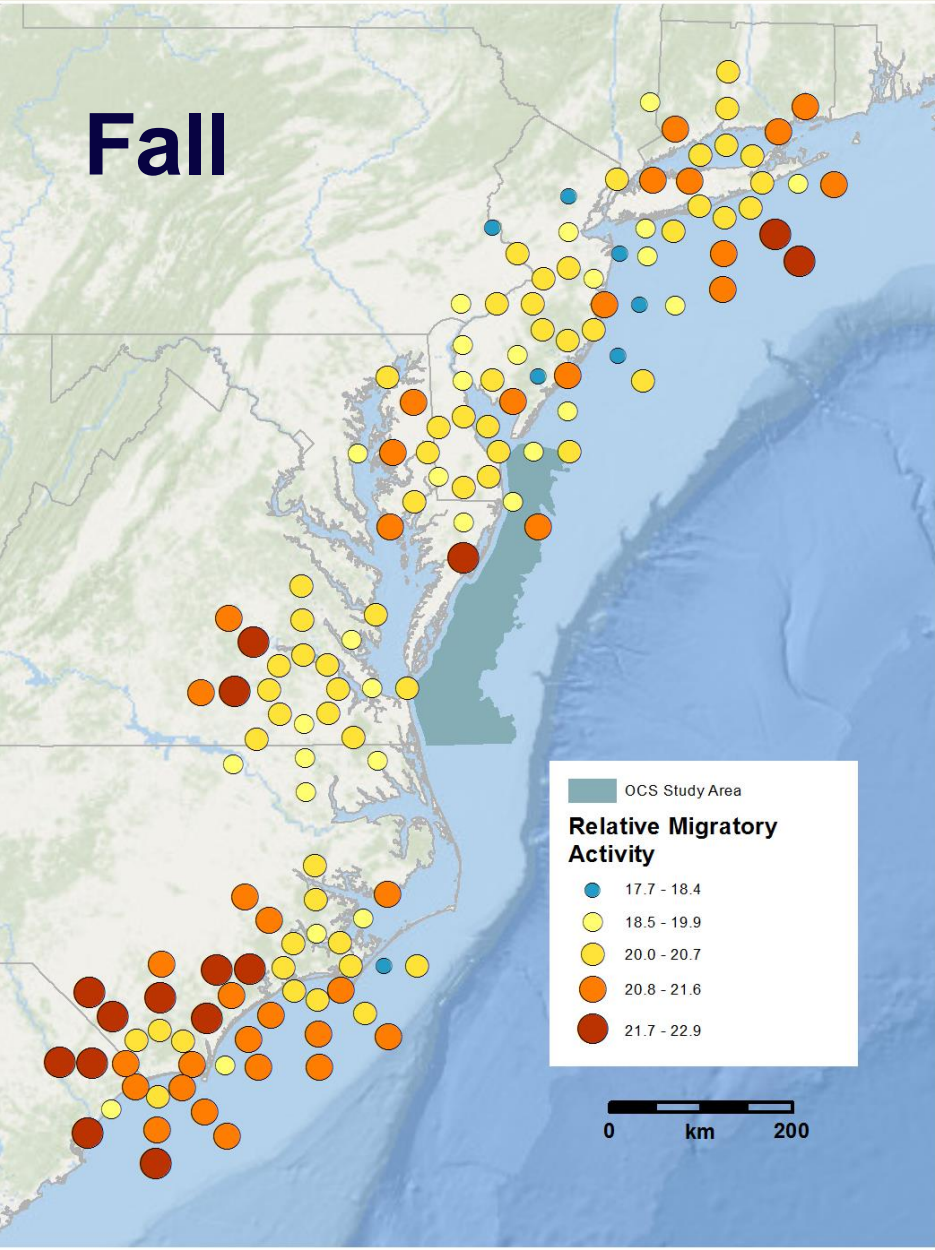 Fall
OCS Study Area
Relative Migratory
Activity
17.7 - 18.4
18.5 - 19.9
20.0 - 20.7
20.8 - 21.6
21.7 - 22.9
0 km 200